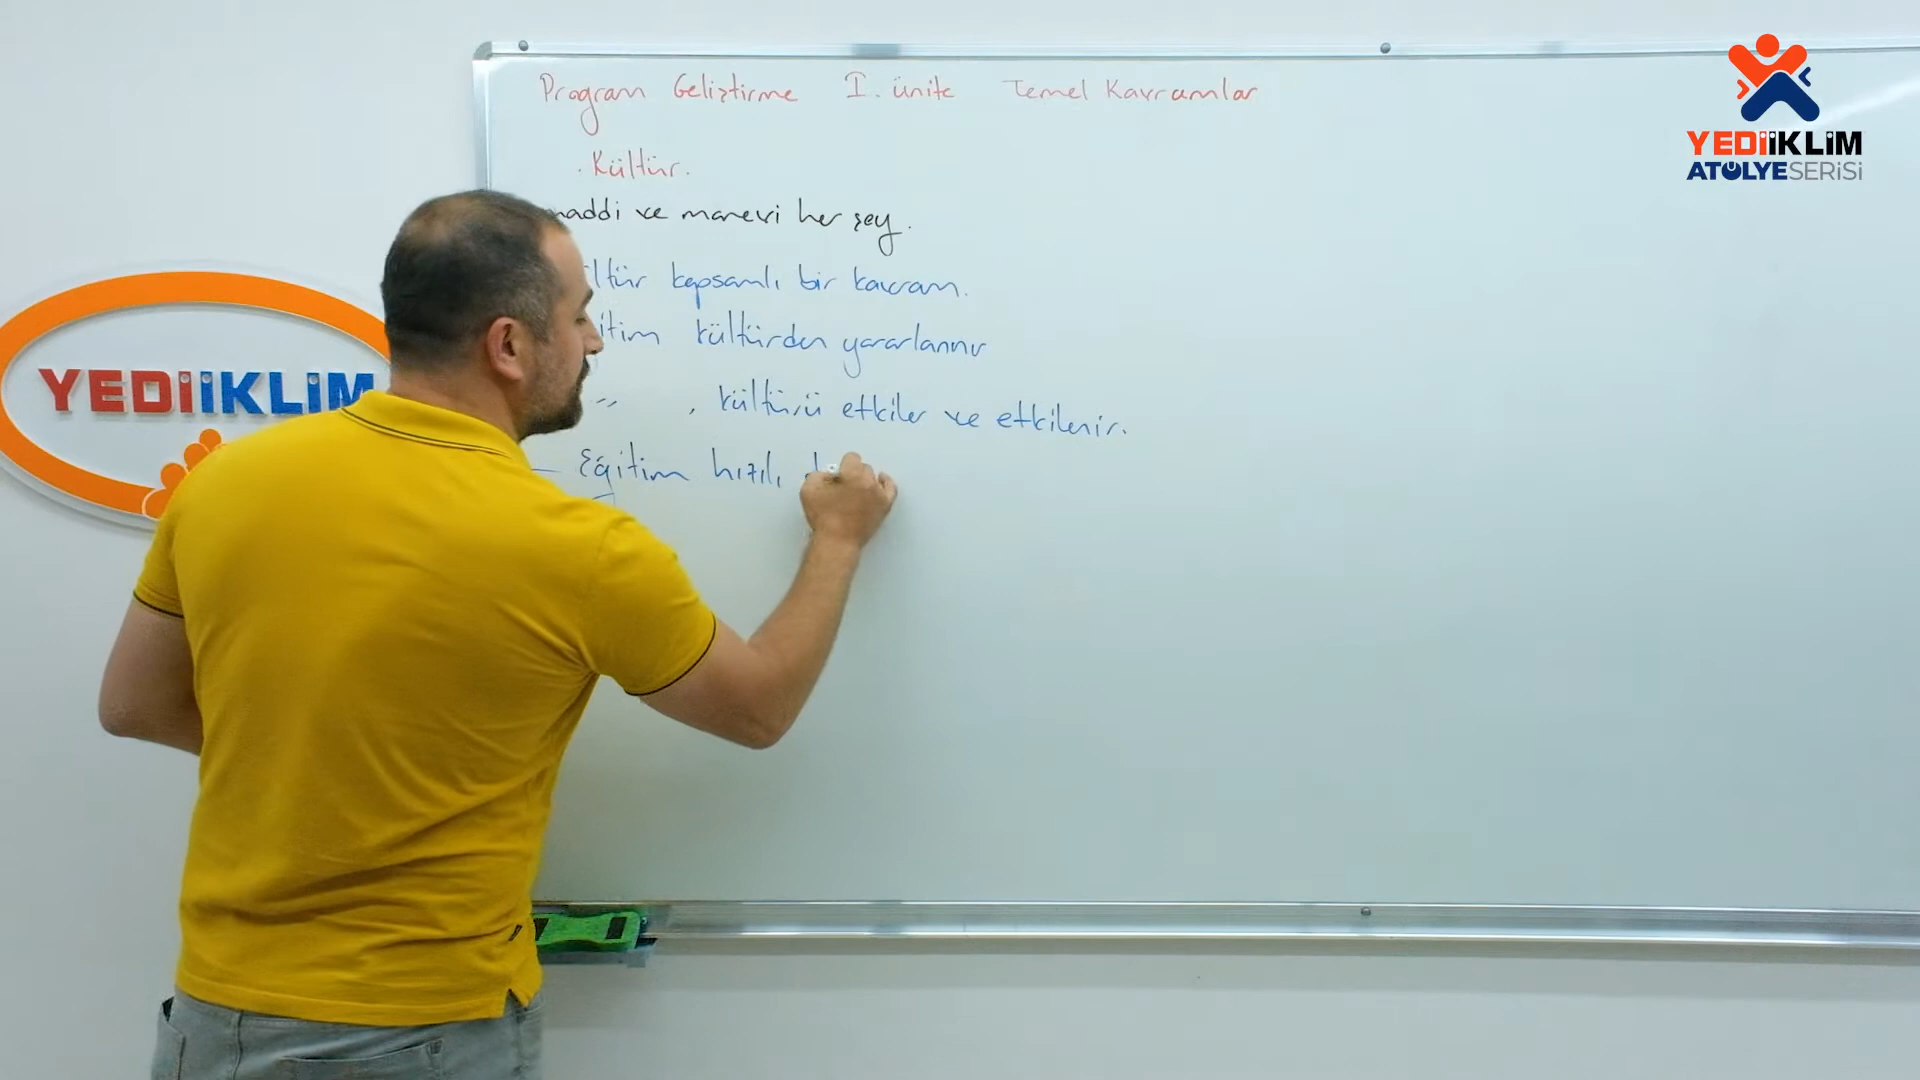 Program Geliştirme I. ünite Temel Kavramlar
. Kültür.
maddi ve manevi her şey.
ltür kapsamlı bir kavram.
itim kültürden yararlanır
" , kültürü etkiler ve etkilenir.
— Eğitim hızlı
YEDİİKLİM
YEDİİKLİM
ATÖLYESERİSİ